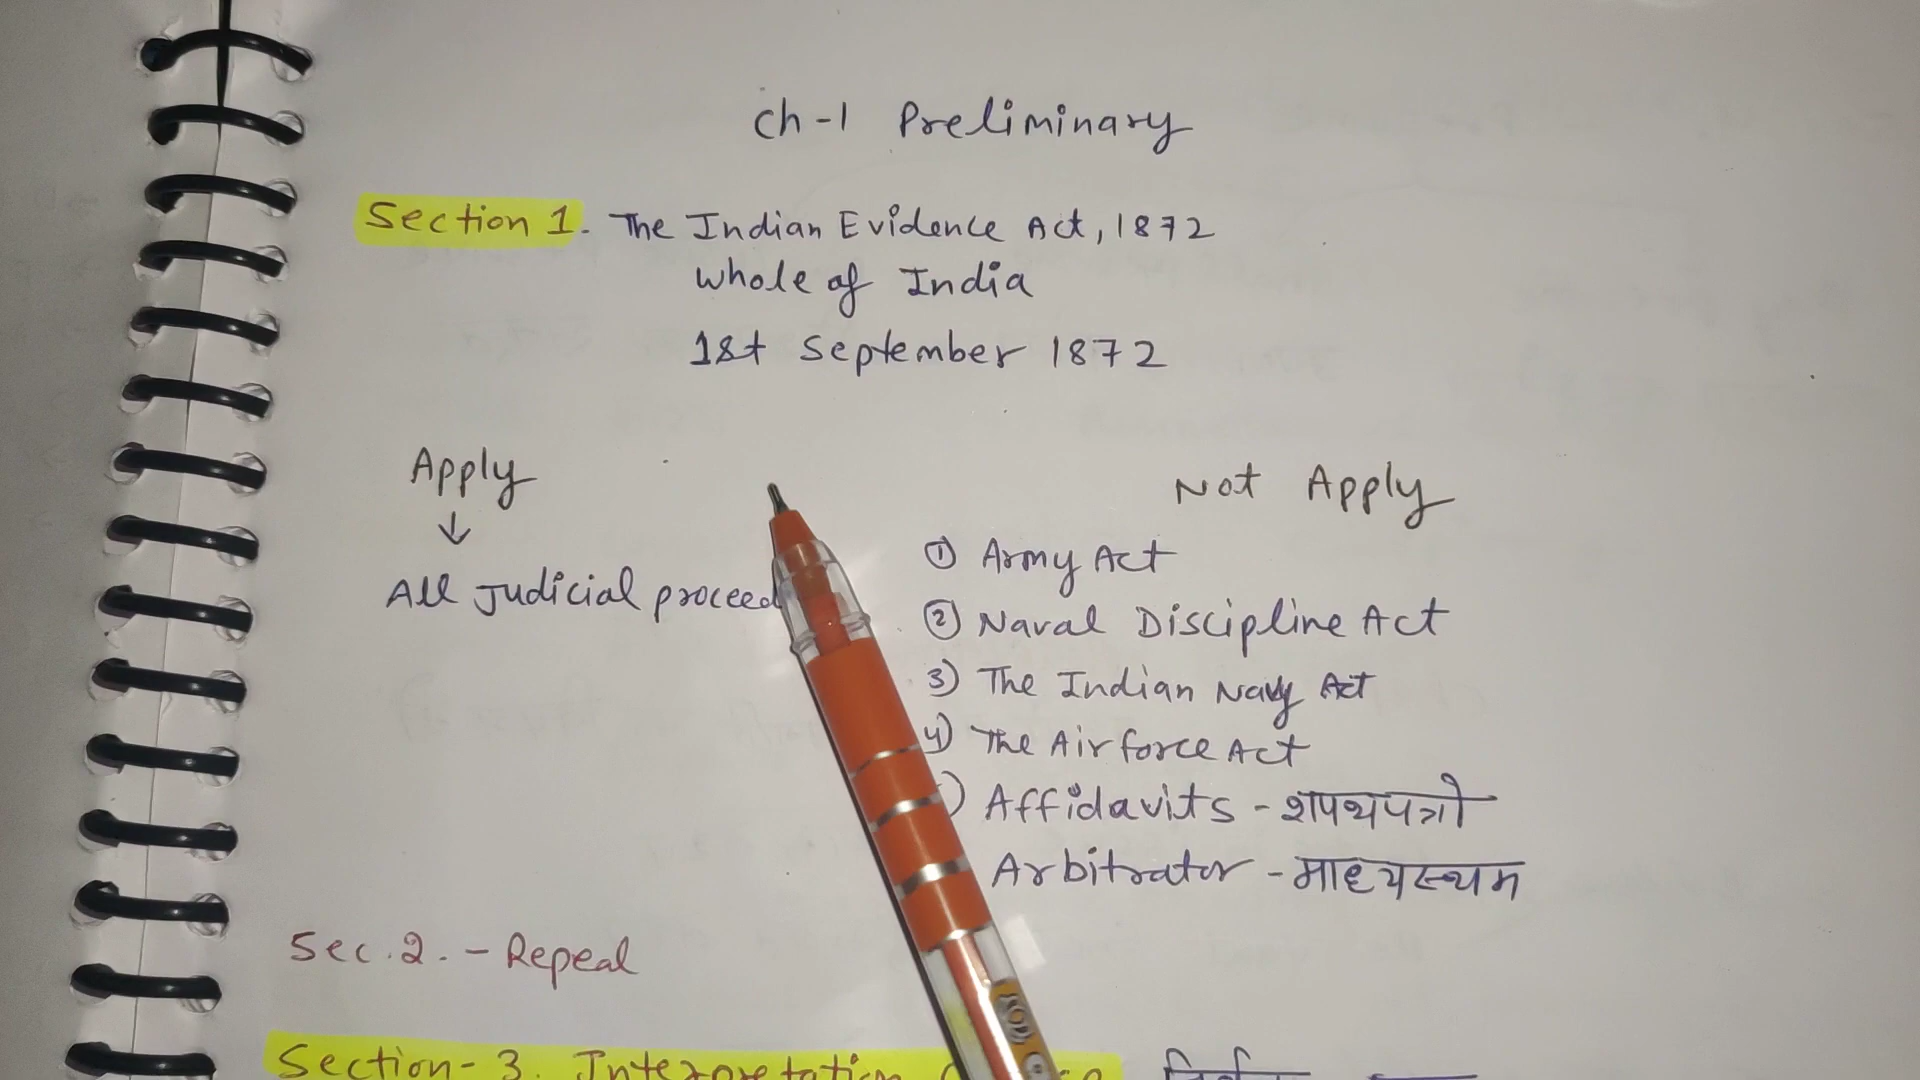 Ch-1 Preliminary
Section 1. The Indian Evidence Act, 1872
Whole of India
1st September 1872
Apply
Not Apply
↓
All Judicial proceed
① Army Act
② Naval Discipline Act
3) The Indian Navy Act
4) The Air force Act
) Affidavits - शपथपत्रो
Arbitrator - माध्यस्थम
Sec. 2. - Repeal
Section - 3. Interpretation